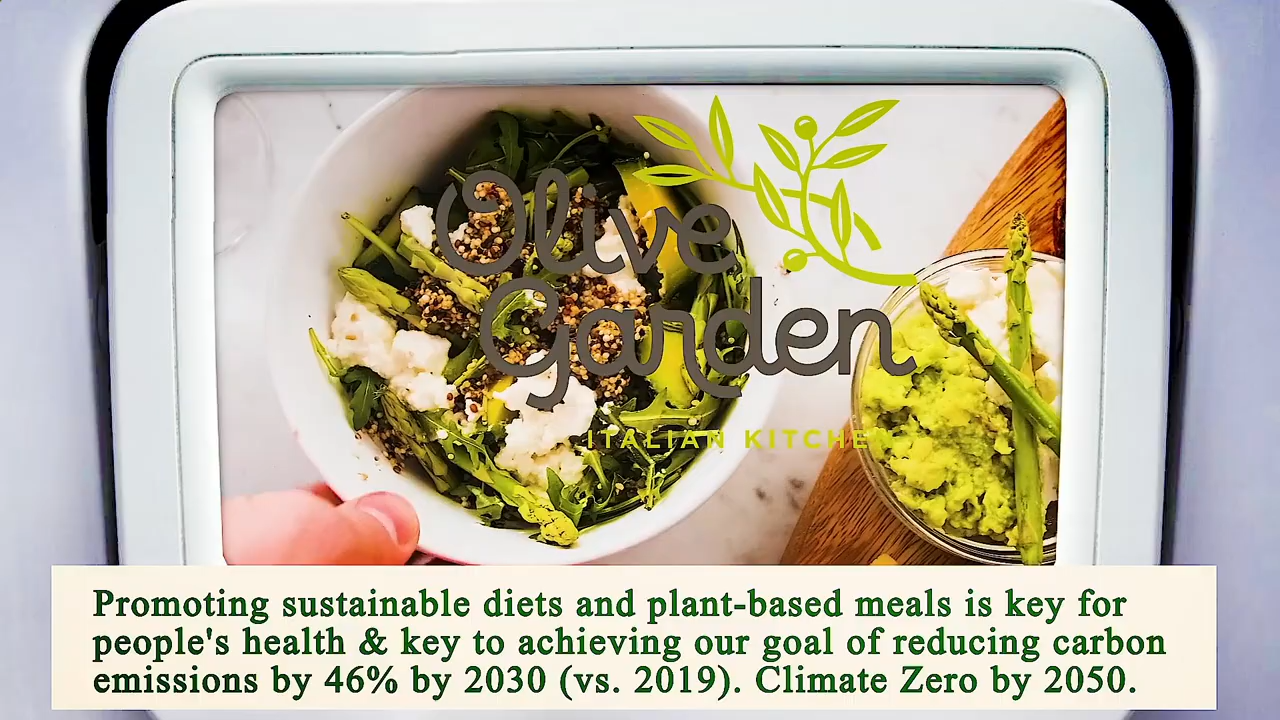 Olive
Garden
ITALIAN KITCHEN
Promoting sustainable diets and plant-based meals is key for
people's health & key to achieving our goal of reducing carbon
emissions by 46% by 2030 (vs. 2019). Climate Zero by 2050.